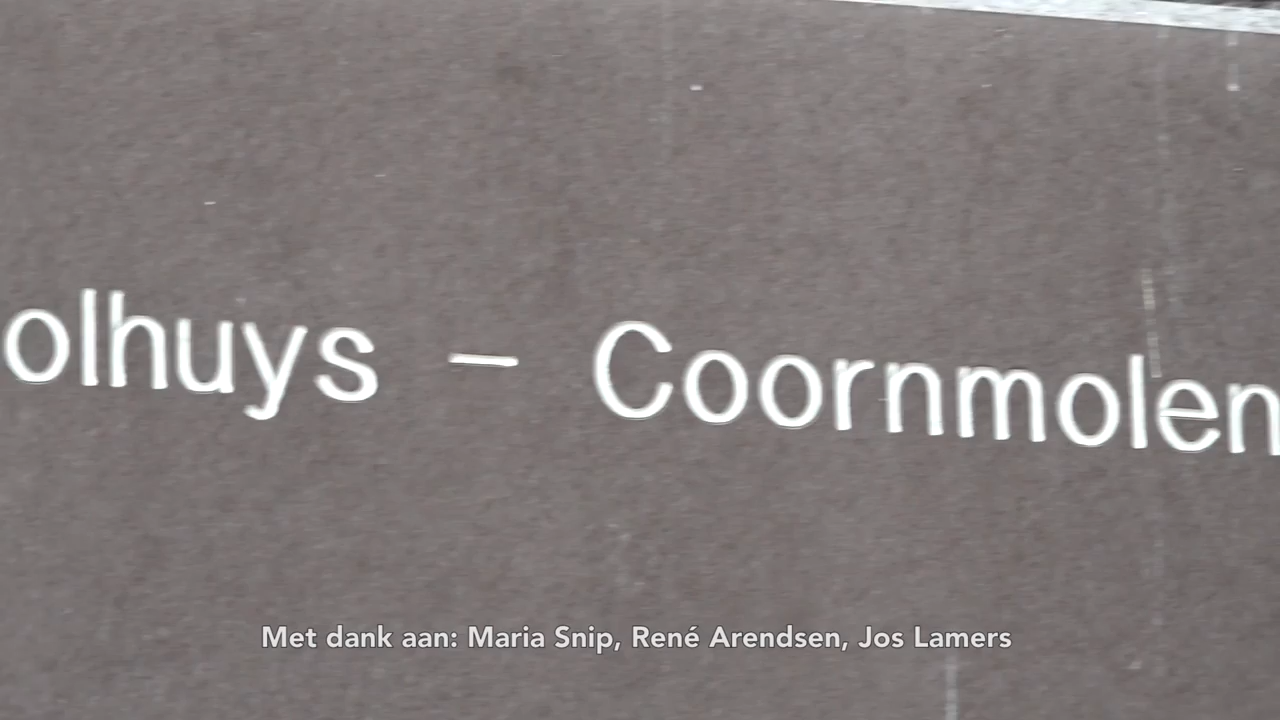 olhuys – Coornmolen
Met dank aan: Maria Snip, René Arendsen, Jos Lamers